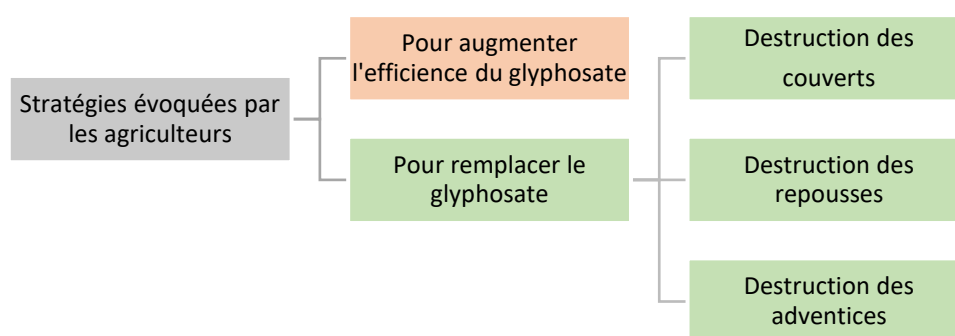 Stratégies évoquées par
les agriculteurs
Pour augmenter
l'efficience du glyphosate
Pour remplacer le
glyphosate
Destruction des
couverts
Destruction des
repousses
Destruction des
adventices